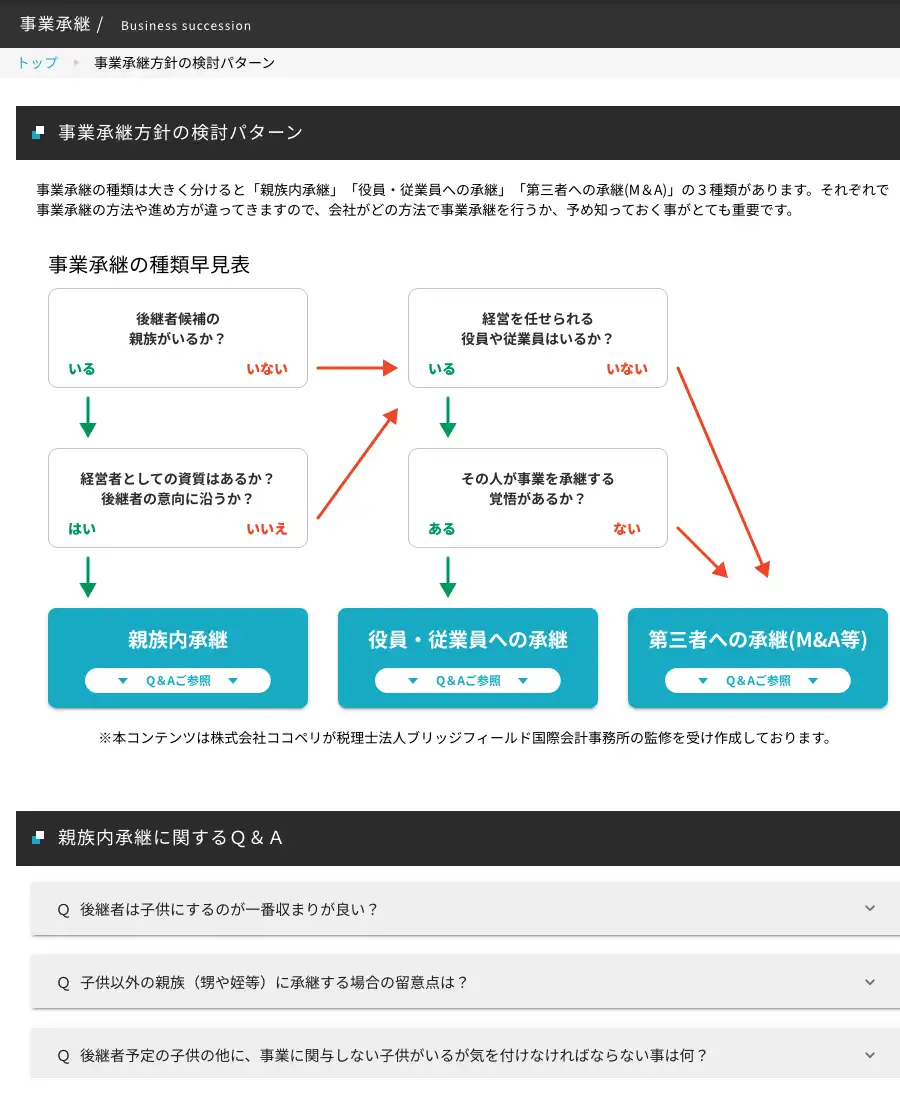 事業承継 / Business succession
トップ 事業承継方針の検討パターン
事業承継方針の検討パターン
事業承継の種類は大きく分けると「親族内承継」「役員・従業員への承継」「第三者への承継(M＆A)」の３種類があります。それぞれで
事業承継の方法や進め方が違ってきますので、会社がどの方法で事業承継を行うか、予め知っておく事がとても重要です。
事業承継の種類早見表
後継者候補の
親族がいるか？
いる いない
経営を任せられる
役員や従業員はいるか？
いる いない
経営者としての資質はあるか？
後継者の意向に沿うか？
はい いいえ
その人が事業を承継する
覚悟があるか？
ある ない
親族内承継
Q＆Aご参照
役員・従業員への承継
Q＆Aご参照
第三者への承継(M&A等)
Q＆Aご参照
※本コンテンツは株式会社ココペリが税理士法人ブリッジフィールド国際会計事務所の監修を受け作成しております。
親族内承継に関するＱ＆Ａ
Q 後継者は子供にするのが一番収まりが良い？
Q 子供以外の親族（甥や姪等）に承継する場合の留意点は？
Q 後継者予定の子供の他に、事業に関与しない子供がいるが気を付けなければならない事は何？